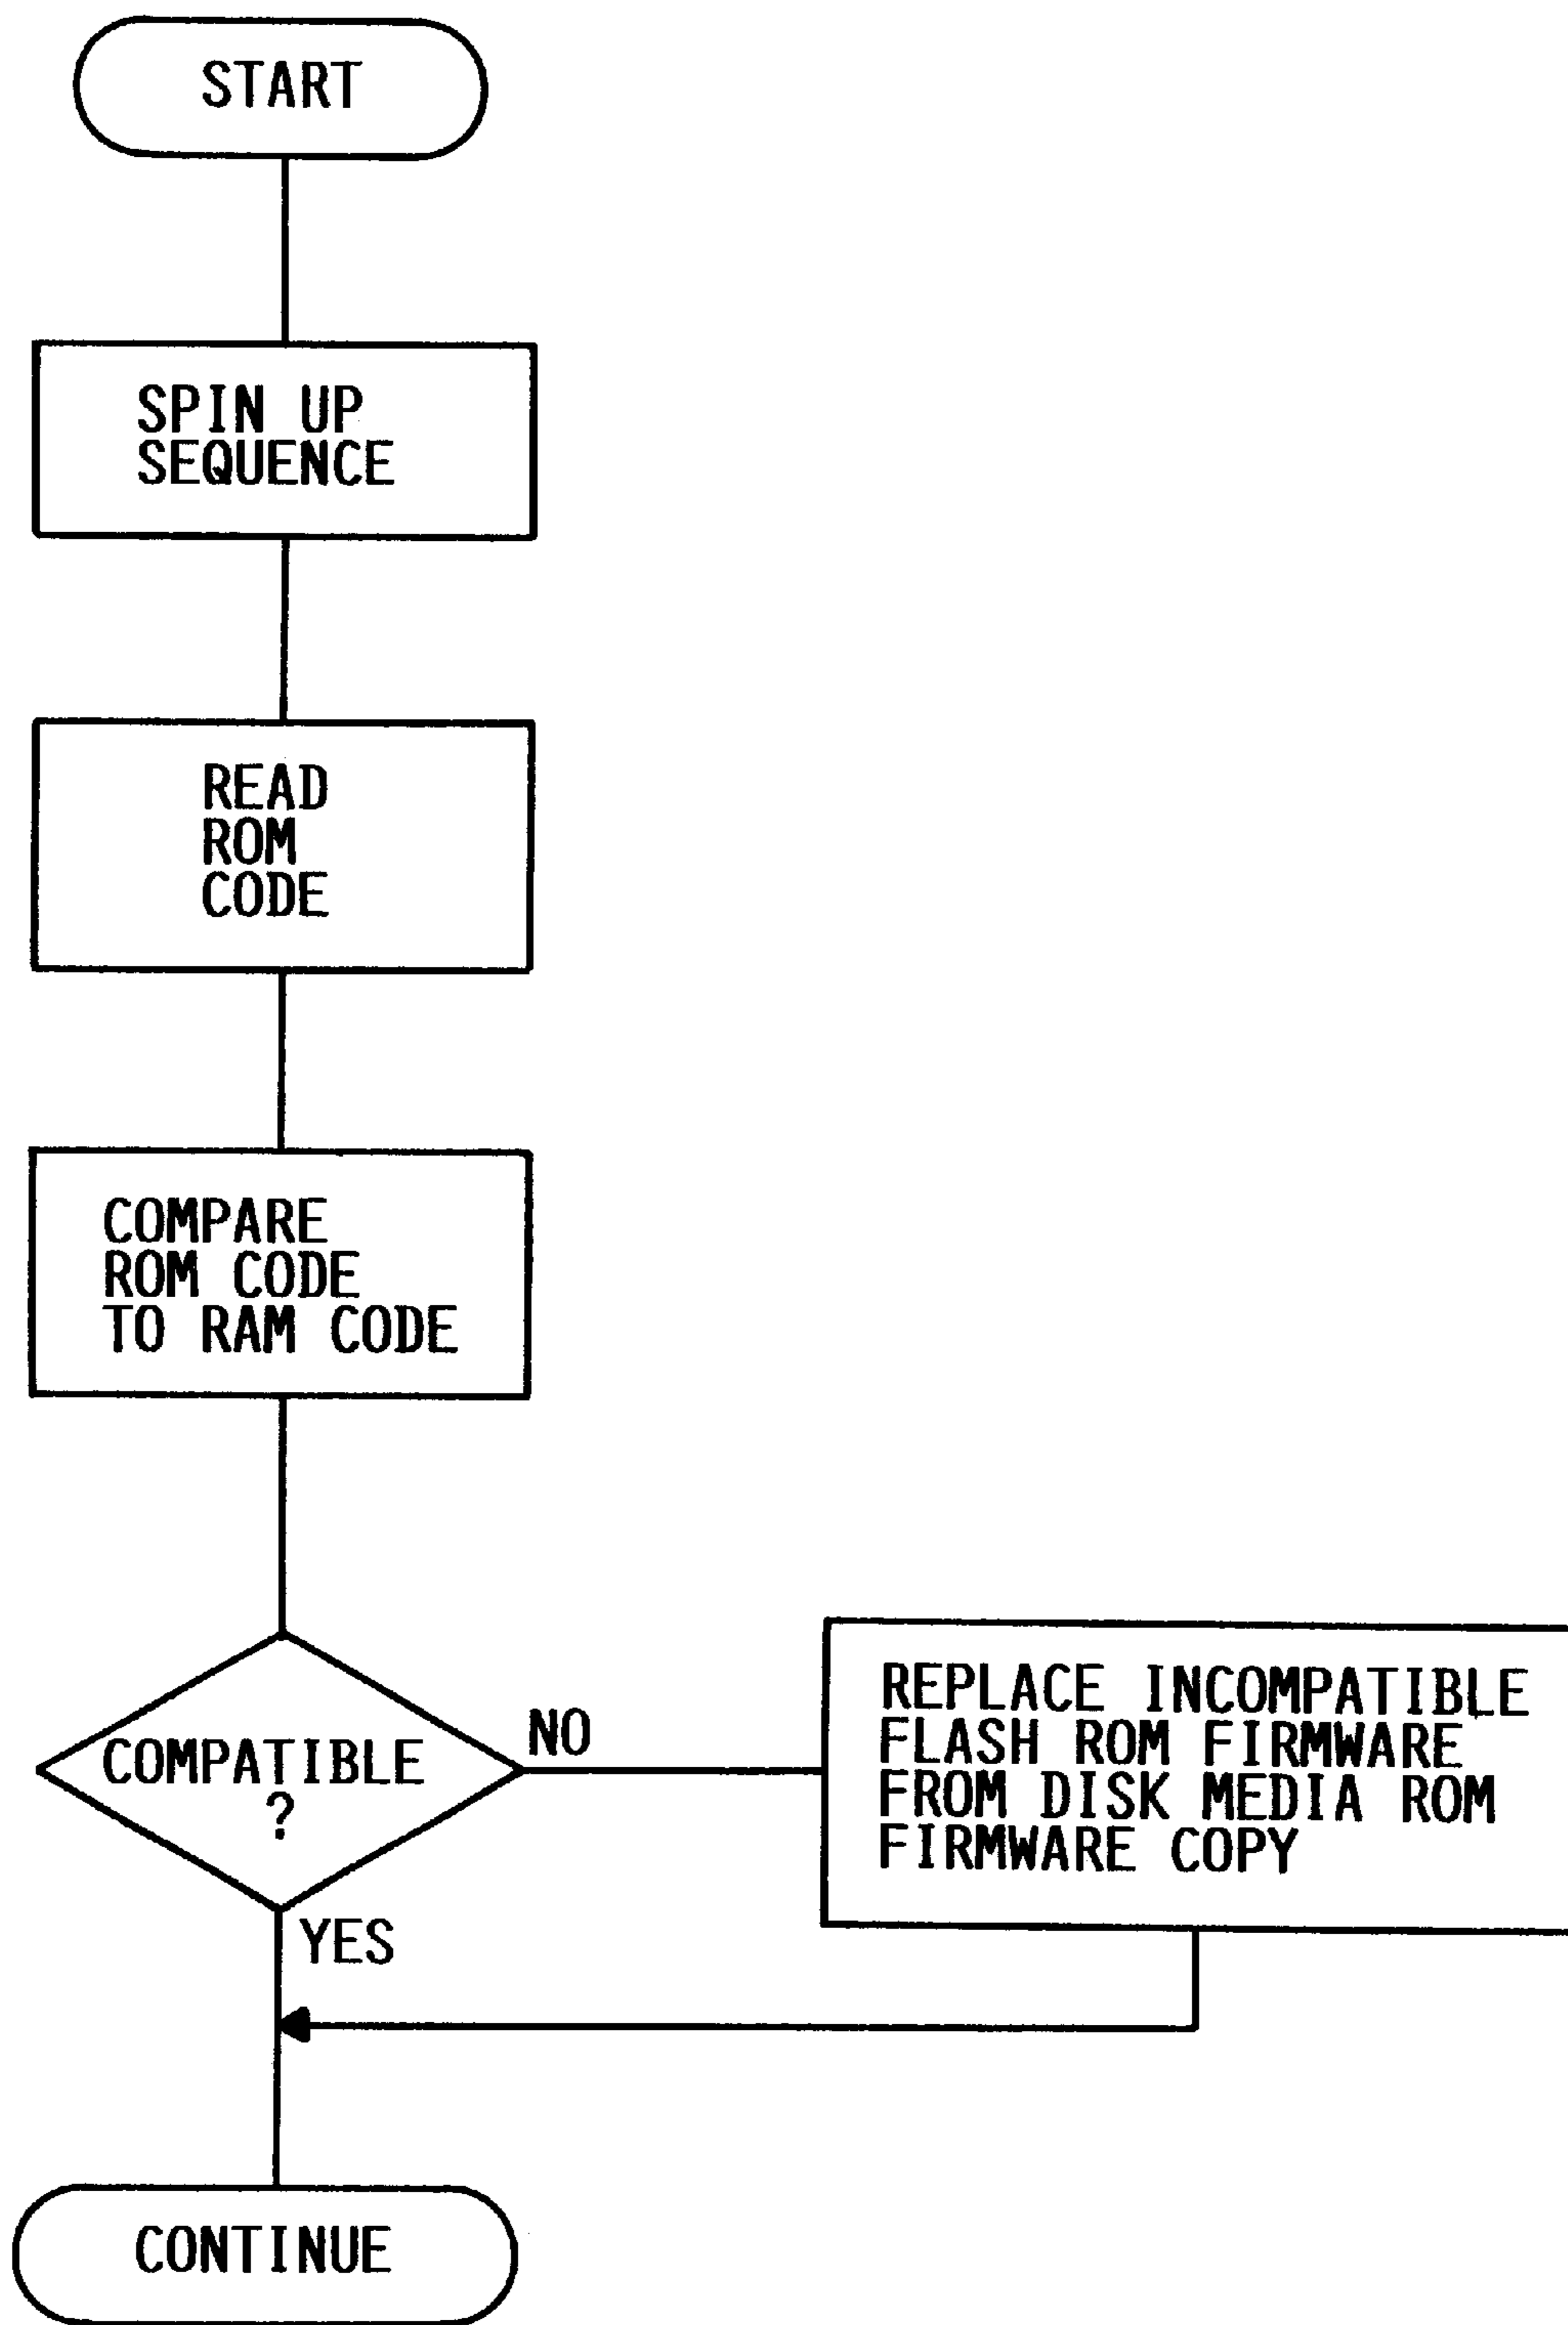 START
SPIN UP
SEQUENCE
READ
ROM
CODE
COMPARE
ROM CODE
TO RAM CODE
COMPATIBLE
?
NO
REPLACE INCOMPATIBLE
FLASH ROM FIRMWARE
FROM DISK MEDIA ROM
FIRMWARE COPY
YES
CONTINUE